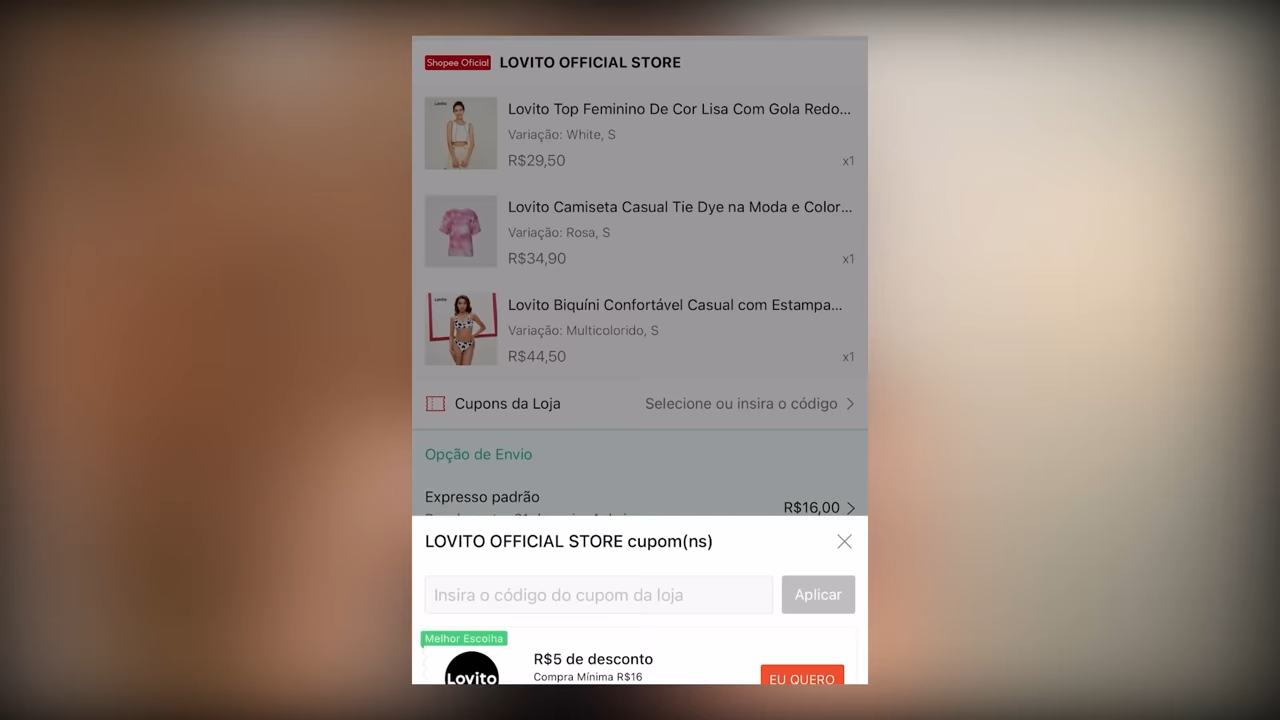 Shopee Oficial LOVITO OFFICIAL STORE
Lovito
Lovito Top Feminino De Cor Lisa Com Gola Redo...
Variação: White, S
R$29,50 x1
Lovito Camiseta Casual Tie Dye na Moda e Color...
Variação: Rosa, S
R$34,90 x1
Lovito
Lovito Biquíni Confortável Casual com Estampa...
Variação: Multicolorido, S
R$44,50 x1
Cupons da Loja Selecione ou insira o código
Opção de Envio
Expresso padrão
R$16,00
LOVITO OFFICIAL STORE cupom(ns)
Insira o código do cupom da loja Aplicar
Melhor Escolha
R$5 de desconto
Lovito Compra Mínima R$16 EU QUERO